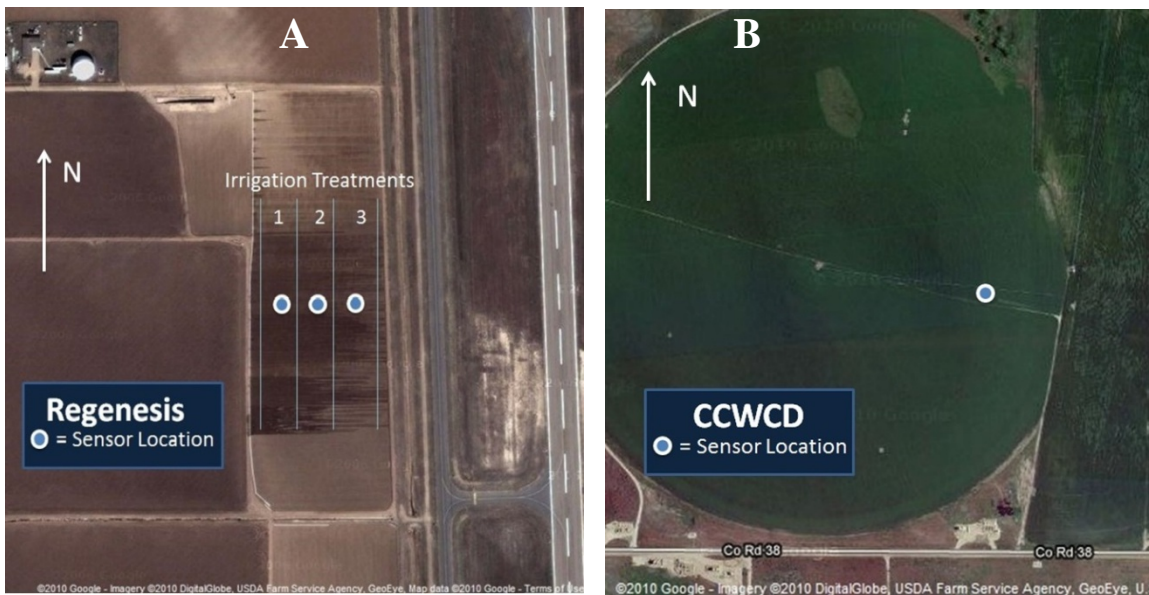 A
N
Irrigation Treatments
1 2 3
Regenesis
= Sensor Location
©2010 Google - Imagery ©2010 DigitalGlobe, USDA Farm Service Agency, GeoEye, Map data ©2010 Google - Terms of Use
B
N
© 2010 Google
CCWCD
= Sensor Location
Co Rd 38 Co Rd 38
©2010 Google - Imagery ©2010 DigitalGlobe, USDA Farm Service Agency, GeoEye, U.